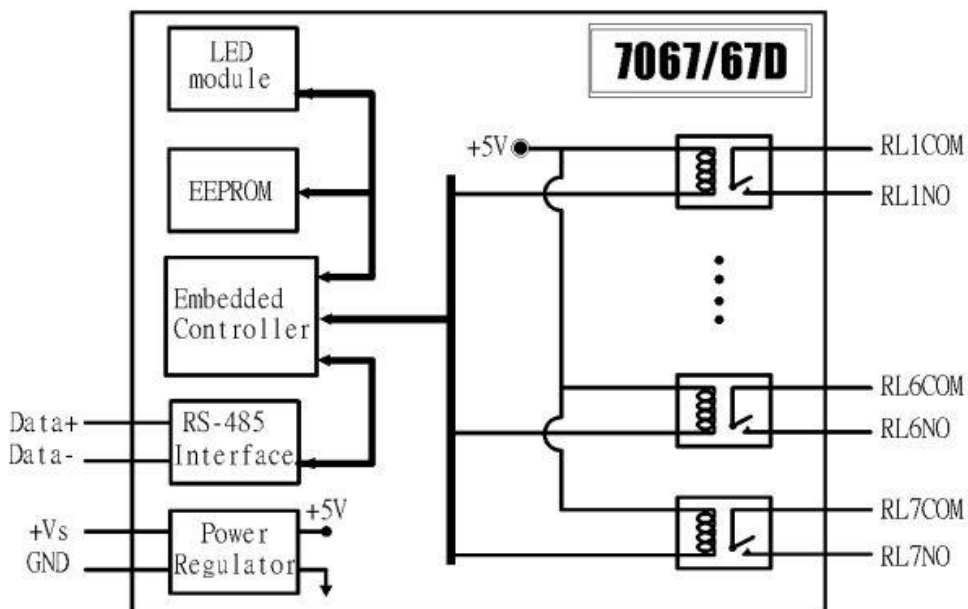 LED
module
7067/67D
EEPROM
+5V
RL1COM
RL1NO
Embedded
Controller
RL6COM
RL6NO
Data+
Data-
RS-485
Interface
RL7COM
RL7NO
+Vs
GND
Power
Regulator
+5V